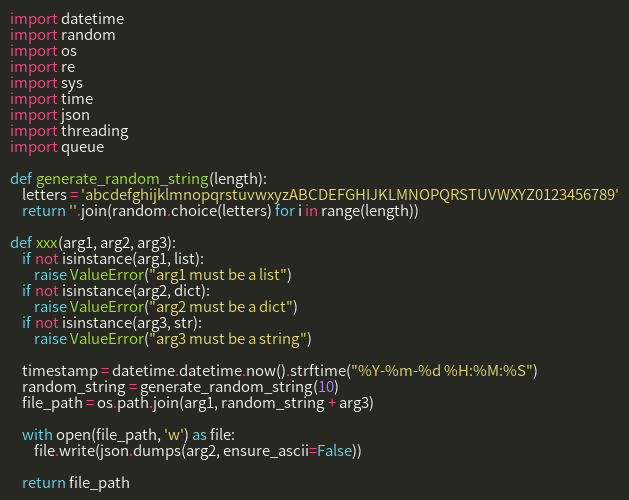 import datetime
import random
import os
import re
import sys
import time
import json
import threading
import queue

def generate_random_string(length):
    letters = 'abcdefghijklmnopqrstuvwxyzABCDEFGHIJKLMNOPQRSTUVWXYZ0123456789'
    return ''.join(random.choice(letters) for i in range(length))

def xxx(arg1, arg2, arg3):
    if not isinstance(arg1, list):
        raise ValueError("arg1 must be a list")
    if not isinstance(arg2, dict):
        raise ValueError("arg2 must be a dict")
    if not isinstance(arg3, str):
        raise ValueError("arg3 must be a string")

    timestamp = datetime.datetime.now().strftime("%Y-%m-%d %H:%M:%S")
    random_string = generate_random_string(10)
    file_path = os.path.join(arg1, random_string + arg3)

    with open(file_path, 'w') as file:
        file.write(json.dumps(arg2, ensure_ascii=False))

    return file_path